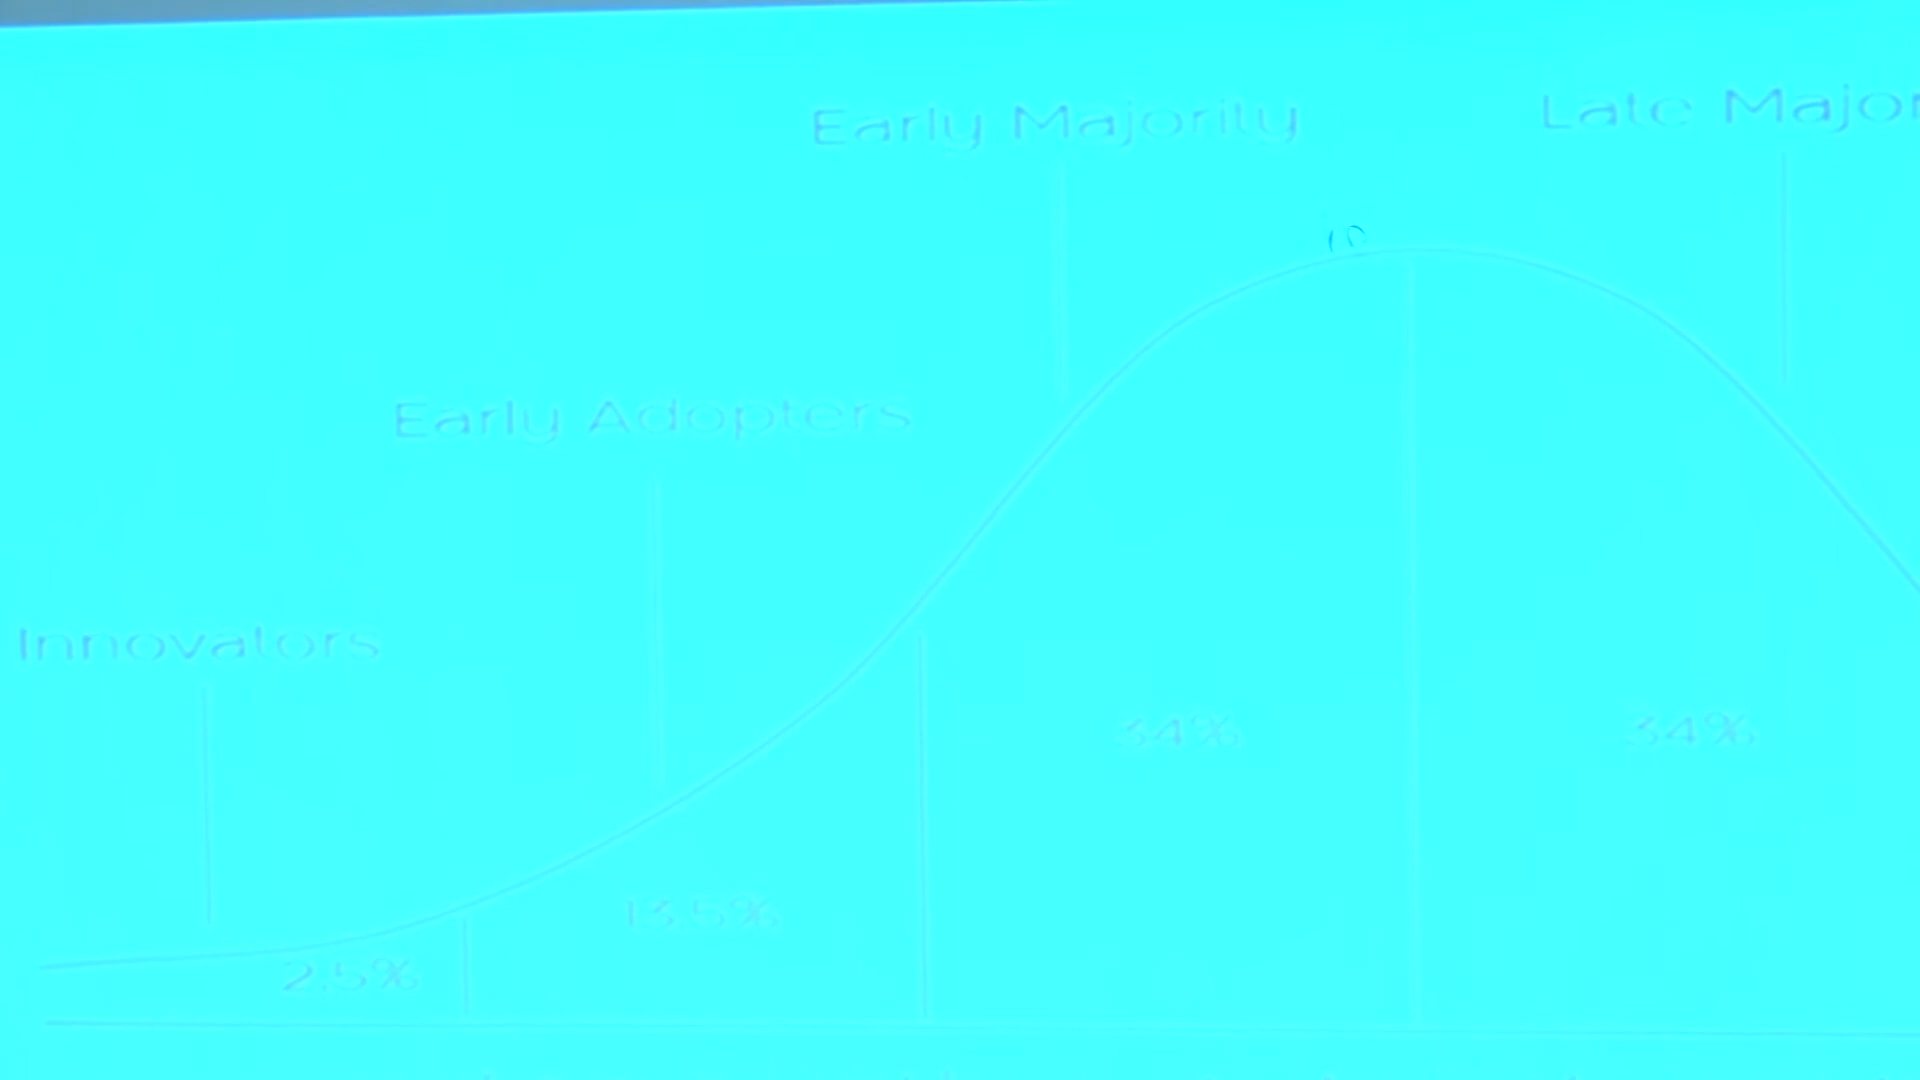 Early Majority
Late Major
Early Adopters
Innovators
34%
34%
13.5%
2.5%